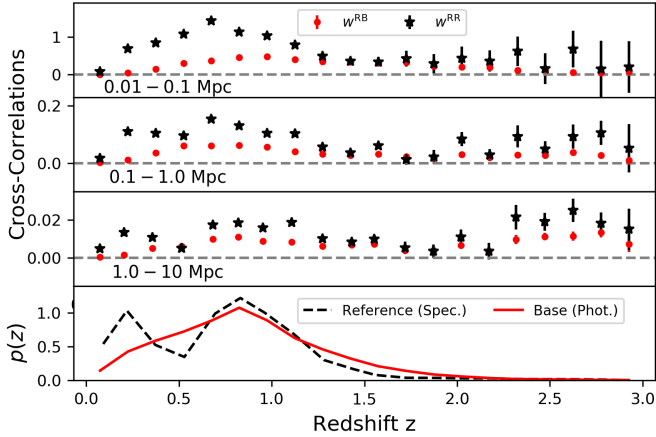 w^RB w^RR
1
0
0.01 − 0.1 Mpc
0.2
0.0
0.1 − 1.0 Mpc
0.02
0.00
1.0 − 10 Mpc
Cross-Correlations
Reference (Spec.) Base (Phot.)
1.0
0.5
0.0
p(z)
0.0 0.5 1.0 1.5 2.0 2.5 3.0
Redshift z